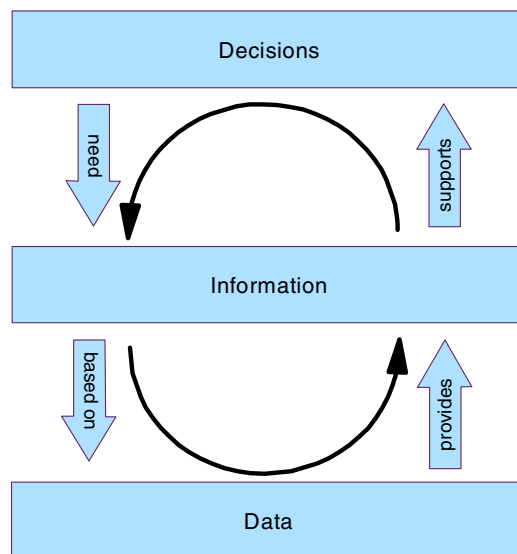 Decisions
need
supports
Information
based on
provides
Data